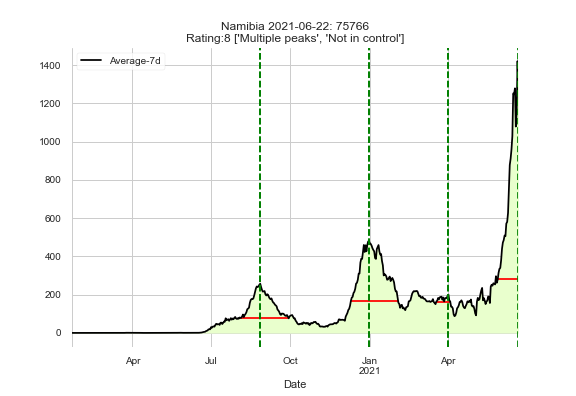 Namibia 2021-06-22: 75766
Rating:8 ['Multiple peaks', 'Not in control']
Average-7d
1400
1200
1000
800
600
400
200
0
Apr Jul Oct Jan Apr
2021
Date